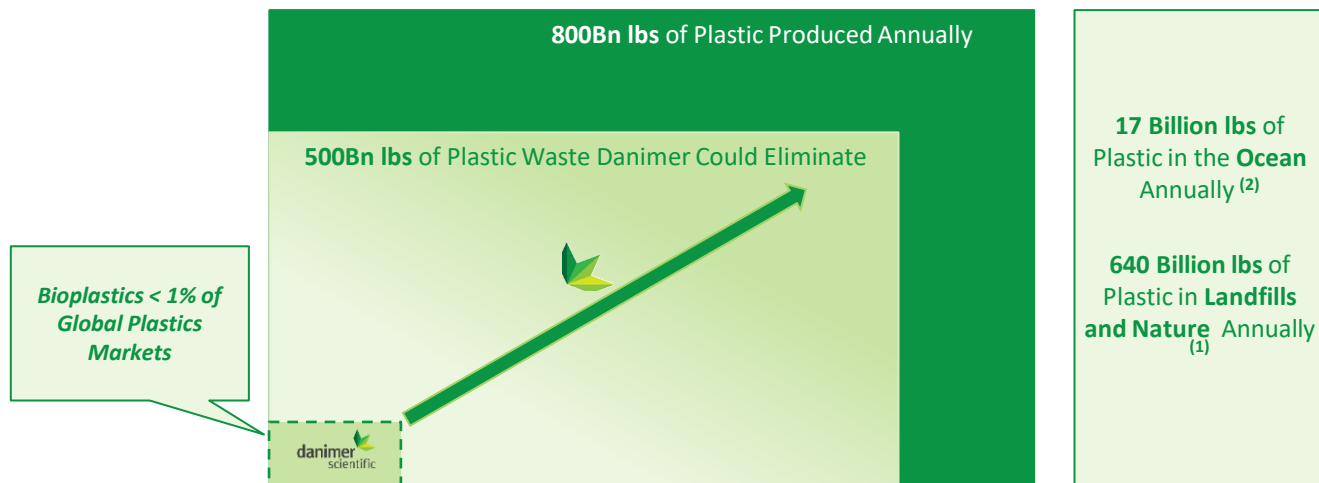 800Bn lbs of Plastic Produced Annually
500Bn lbs of Plastic Waste Danimer Could Eliminate
Bioplastics < 1% of
Global Plastics
Markets
danimer
scientific
17 Billion lbs of
Plastic in the Ocean
Annually (2)
640 Billion lbs of
Plastic in Landfills
and Nature Annually
(1)